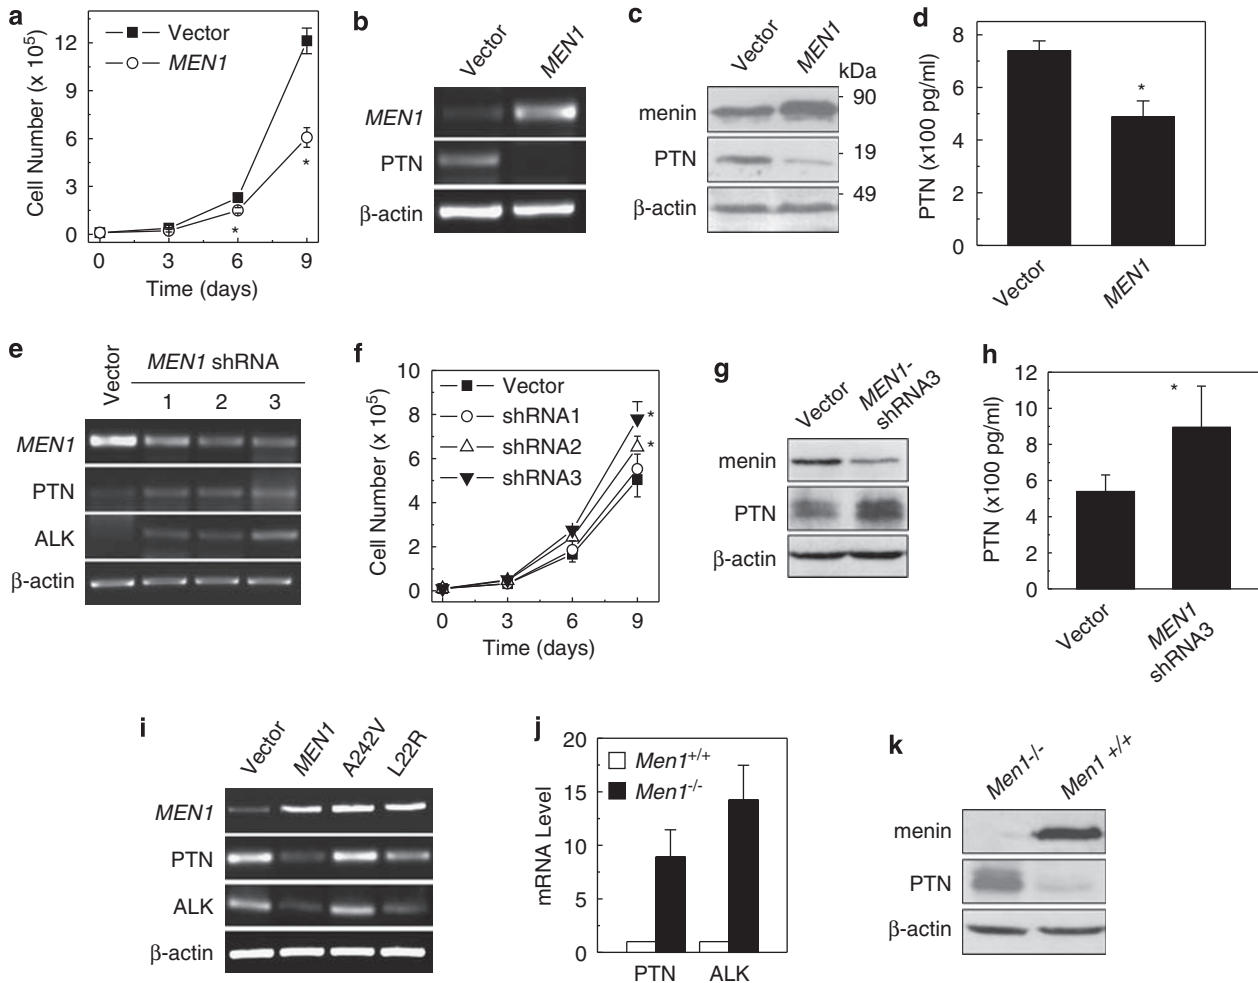 a
Vector
MEN1
Cell Number (x 10⁵)
12
9
6
3
0
*
*
0 3 6 9
Time (days)
b
Vector MEN1
MEN1
PTN
β-actin
c
Vector MEN1
kDa
menin
90
PTN
19
β-actin
49
d
PTN (x100 pg/ml)
8
6
4
2
0
*
Vector MEN1
e
Vector
MEN1 shRNA
1 2 3
MEN1
PTN
ALK
β-actin
f
Vector
shRNA1
shRNA2
shRNA3
Cell Number (x 10⁵)
10
8
6
4
2
0
*
*
0 3 6 9
Time (days)
g
Vector
MEN1-
shRNA3
menin
PTN
β-actin
h
PTN (x100 pg/ml)
12
10
8
6
4
2
0
*
Vector
MEN1
shRNA3
i
Vector MEN1 A242V L22R
MEN1
PTN
ALK
β-actin
j
Men1+/+
Men1-/-
mRNA Level
20
15
10
5
0
PTN ALK
k
Men1-/- Men1 +/+
menin
PTN
β-actin